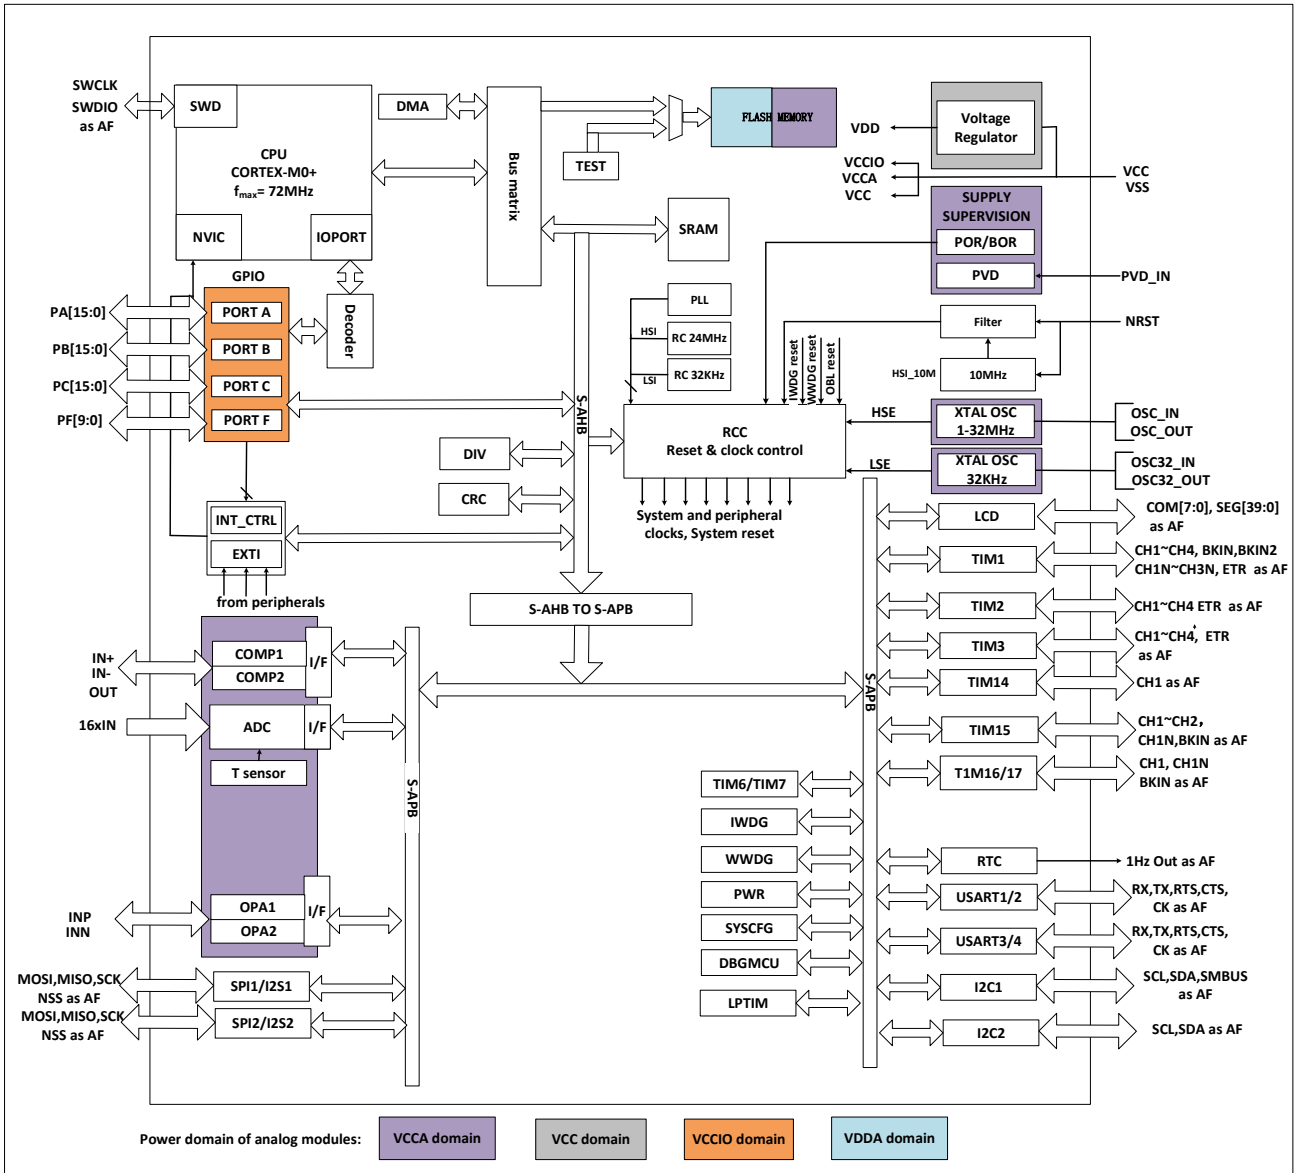 SWCLK
SWDIO
as AF
SWD
CPU
CORTEX-M0+
fmax= 72MHz
NVIC
IOPORT
DMA
Bus matrix
TEST
FLASH MEMORY
SRAM
VDD
VCCIO
VCCA
VCC
Voltage
Regulator
VCC
VSS
SUPPLY
SUPERVISION
POR/BOR
PVD
PVD_IN
Filter
NRST
HSI_10M
10MHz
GPIO
PA[15:0]
PORT A
PB[15:0]
PORT B
PC[15:0]
PORT C
PF[9:0]
PORT F
Decoder
PLL
HSI
RC 24MHz
LSI
RC 32KHz
IWDG reset
WWDG reset
OBL reset
S-AHB
RCC
Reset & clock control
HSE
XTAL OSC
1-32MHz
OSC_IN
OSC_OUT
LSE
XTAL OSC
32KHz
OSC32_IN
OSC32_OUT
DIV
CRC
System and peripheral
clocks, System reset
INT_CTRL
EXTI
from peripherals
S-AHB TO S-APB
IN+
IN-
OUT
COMP1
COMP2
I/F
16xIN
ADC
I/F
T sensor
INP
INN
OPA1
OPA2
I/F
MOSI,MISO,SCK
NSS as AF
SPI1/I2S1
MOSI,MISO,SCK
NSS as AF
SPI2/I2S2
S-APB
S-APB
TIM6/TIM7
IWDG
WWDG
PWR
SYSCFG
DBGMCU
LPTIM
LCD
COM[7:0], SEG[39:0]
as AF
TIM1
CH1~CH4, BKIN,BKIN2
CH1N~CH3N, ETR as AF
TIM2
CH1~CH4 ETR as AF
TIM3
CH1~CH4, ETR
as AF
TIM14
CH1 as AF
TIM15
CH1~CH2,
CH1N,BKIN as AF
T1M16/17
CH1, CH1N
BKIN as AF
RTC
1Hz Out as AF
USART1/2
RX,TX,RTS,CTS,
CK as AF
USART3/4
RX,TX,RTS,CTS,
CK as AF
I2C1
SCL,SDA,SMBUS
as AF
I2C2
SCL,SDA as AF
Power domain of analog modules:
VCCA domain
VCC domain
VCCIO domain
VDDA domain